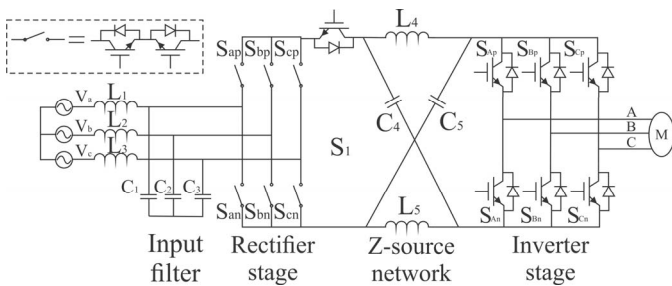 L4
Sap Sbp Scp
SAp SBp SCp
Va L1
Vb L2
Vc L3
C4 C5
A
B
C
M
S1
C1 C2 C3
San Sbn Scn
L5
SAn SBn SCn
Input
filter
Rectifier
stage
Z-source
network
Inverter
stage